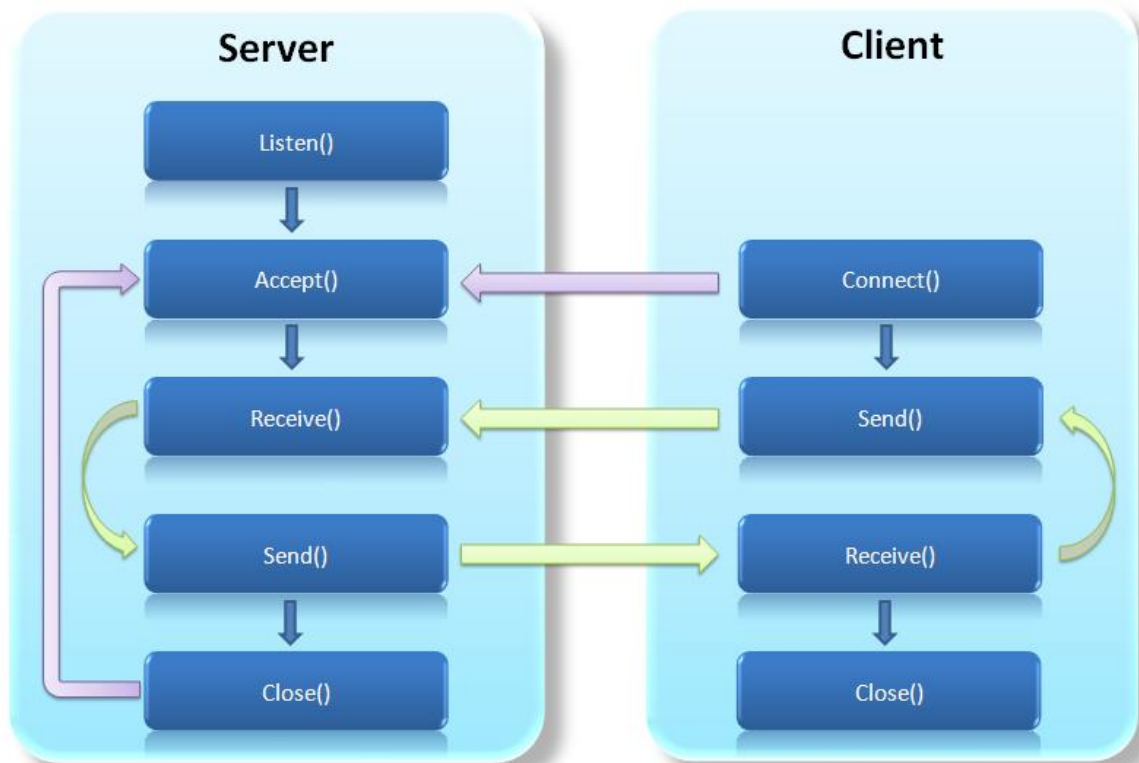 Server
Listen()
Accept()
Receive()
Send()
Close()
Client
Connect()
Send()
Receive()
Close()